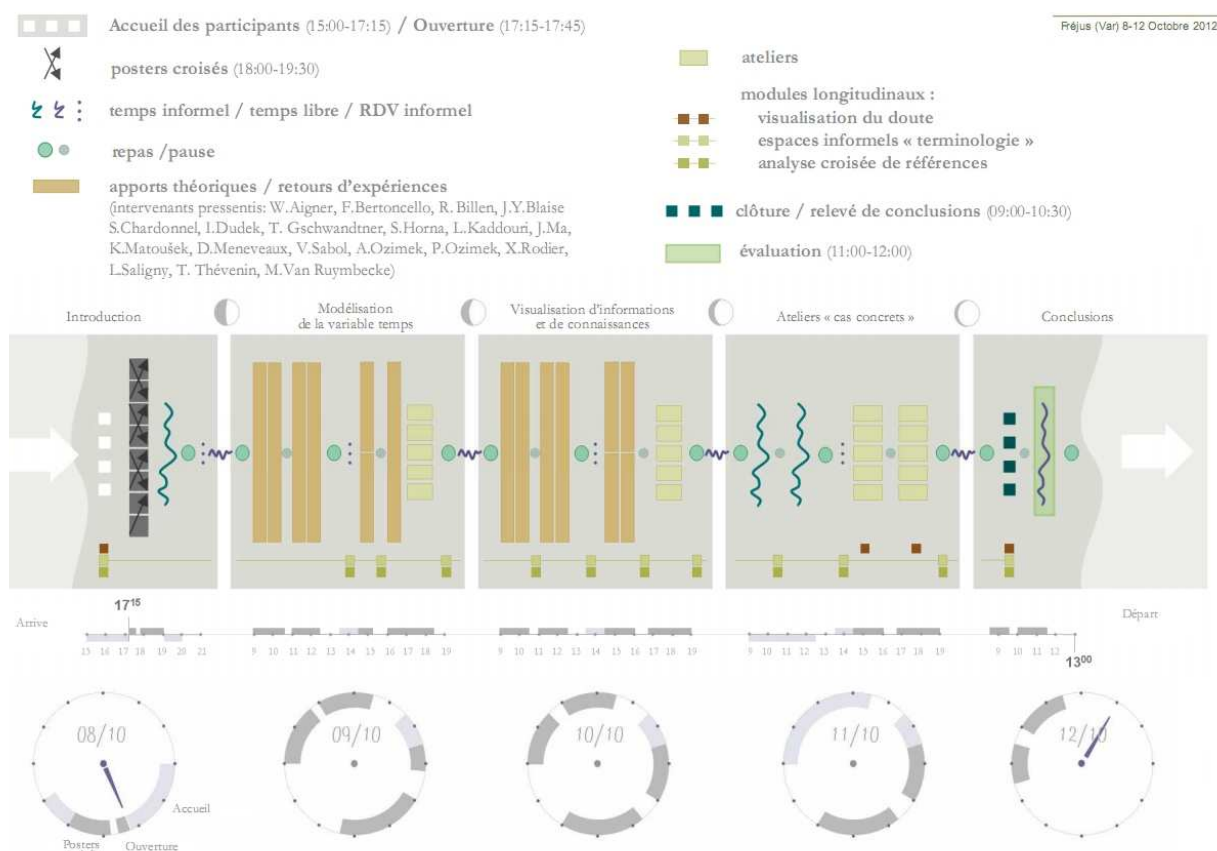 Accueil des participants (15:00-17:15) / Ouverture (17:15-17:45)
posters croisés (18:00-19:30)
temps informel / temps libre / RDV informel
repas /pause
apports théoriques / retours d'expériences
(intervenants pressentis: W.Aigner, F.Bertoncello, R. Billen, J.Y.Blaise
S.Chardonnel, I.Dudek, T. Gschwandtner, S.Horna, L.Kaddouri, J.Ma,
K.Matoušek, D.Meneveaux, V.Sabol, A.Ozimek, P.Ozimek, X.Rodier,
L.Saligny, T. Thévenin, M.Van Ruymbecke)
Fréjus (Var) 8-12 Octobre 2012
ateliers
modules longitudinaux :
visualisation du doute
espaces informels « terminologie »
analyse croisée de références
clôture / relevé de conclusions (09:00-10:30)
évaluation (11:00-12:00)
Introduction
Modélisation
de la variable temps
Visualisation d'informations
et de connaissances
Ateliers « cas concrets »
Conclusions
Arrive
17 15
Départ
15 16 17 18 19 20 21
9 10 11 12 13 14 15 16 17 18 19
9 10 11 12 13 14 15 16 17 18 19
9 10 11 12 13 14 15 16 17 18 19
9 10 11 12
13 00
08/10
09/10
10/10
11/10
12/10
Accueil
Posters
Ouverture